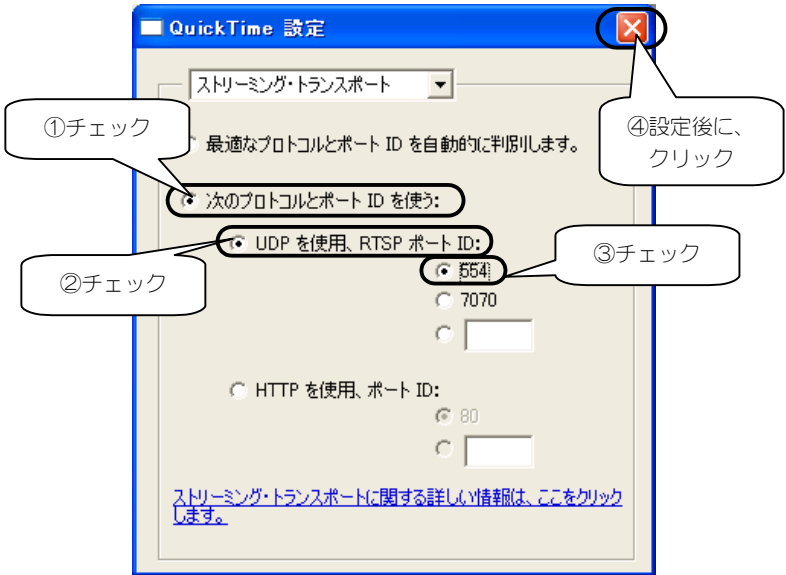 QuickTime 設定
ストリーミング・トランスポート
①チェック
④設定後に、
クリック
最適なプロトコルとポート ID を自動的に判別します。
次のプロトコルとポート ID を使う:
UDP を使用、RTSP ポート ID:
②チェック
③チェック
554
7070
HTTP を使用、ポート ID:
80
ストリーミング・トランスポートに関する詳しい情報は、ここをクリック
します。